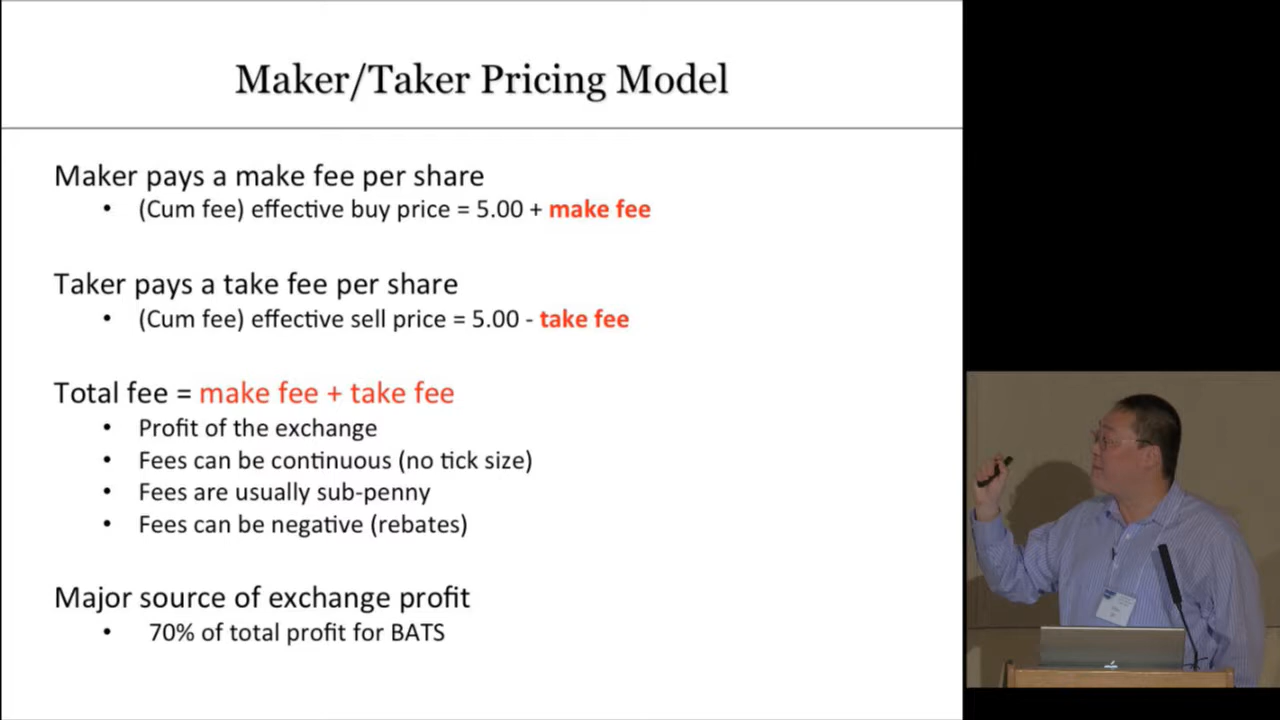 Maker/Taker Pricing Model
Maker pays a make fee per share
• (Cum fee) effective buy price = 5.00 + make fee
Taker pays a take fee per share
• (Cum fee) effective sell price = 5.00 - take fee
Total fee = make fee + take fee
• Profit of the exchange
• Fees can be continuous (no tick size)
• Fees are usually sub-penny
• Fees can be negative (rebates)
Major source of exchange profit
• 70% of total profit for BATS